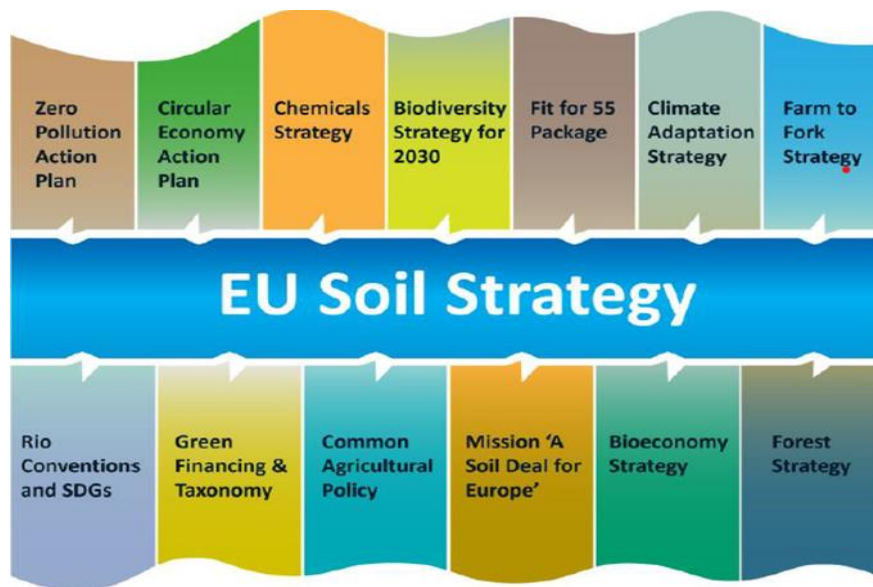 Zero
Pollution
Action
Plan
Circular
Economy
Action
Plan
Chemicals
Strategy
Biodiversity
Strategy for
2030
Fit for 55
Package
Climate
Adaptation
Strategy
Farm to
Fork
Strategy
EU Soil Strategy
Rio
Conventions
and SDGs
Green
Financing &
Taxonomy
Common
Agricultural
Policy
Mission ‘A
Soil Deal for
Europe’
Bioeconomy
Strategy
Forest
Strategy